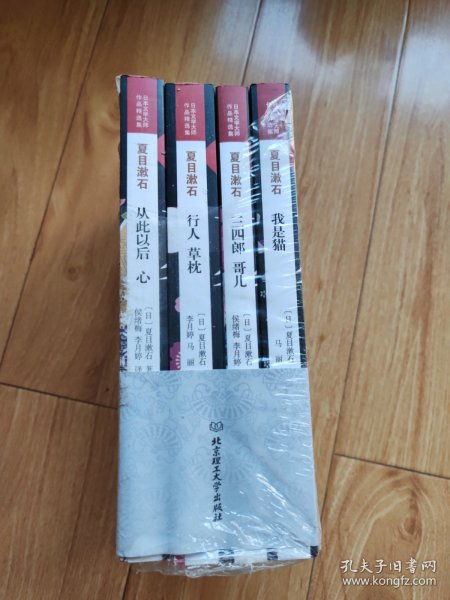 日本文学大师
作品精选集
夏目漱石
从此以后 心
〔日〕夏目漱石 著
侯绪梅 李月婷 译
日本文学大师
作品精选集
夏目漱石
行人 草枕
〔日〕夏目漱石
李月婷 马丽
日本文学大师
作品精选集
夏目漱石
三四郎 哥儿
〔日〕夏目漱石
侯绪梅 李月婷
夏目漱石
我是猫
〔日〕夏目漱石
马丽
北京理工大学出版社
孔夫子旧书网
www.kongfz.com